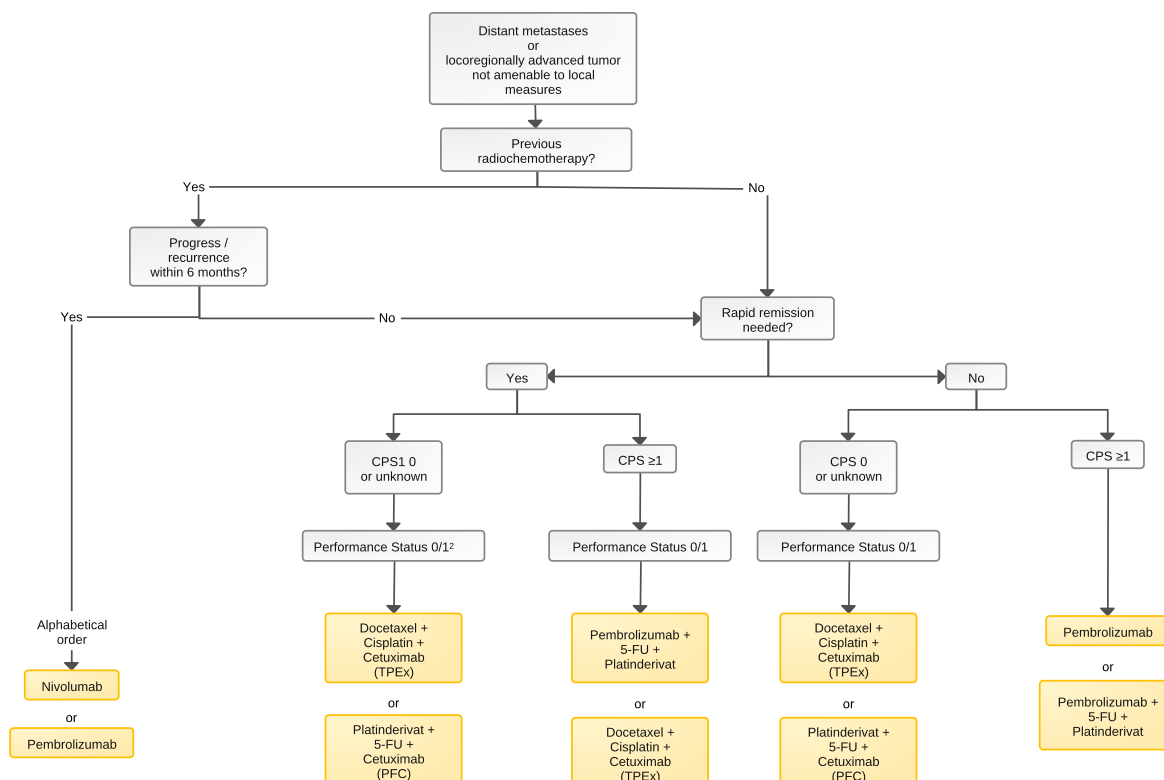 Distant metastases
or
locoregionally advanced tumor
not amenable to local
measures
Previous
radiochemotherapy?
Yes
No
Progress /
recurrence
within 6 months?
Rapid remission
needed?
Yes
No
Yes
No
CPS1 0
or unknown
CPS ≥1
CPS 0
or unknown
CPS ≥1
Performance Status 0/1²
Performance Status 0/1
Performance Status 0/1
Alphabetical
order
Nivolumab
or
Pembrolizumab
Docetaxel +
Cisplatin +
Cetuximab
(TPEx)
or
Platinderivat +
5-FU +
Cetuximab
(PFC)
Pembrolizumab +
5-FU +
Platinderivat
or
Docetaxel +
Cisplatin +
Cetuximab
(TPEx)
Docetaxel +
Cisplatin +
Cetuximab
(TPEx)
or
Platinderivat +
5-FU +
Cetuximab
(PFC)
Pembrolizumab
or
Pembrolizumab +
5-FU +
Platinderivat